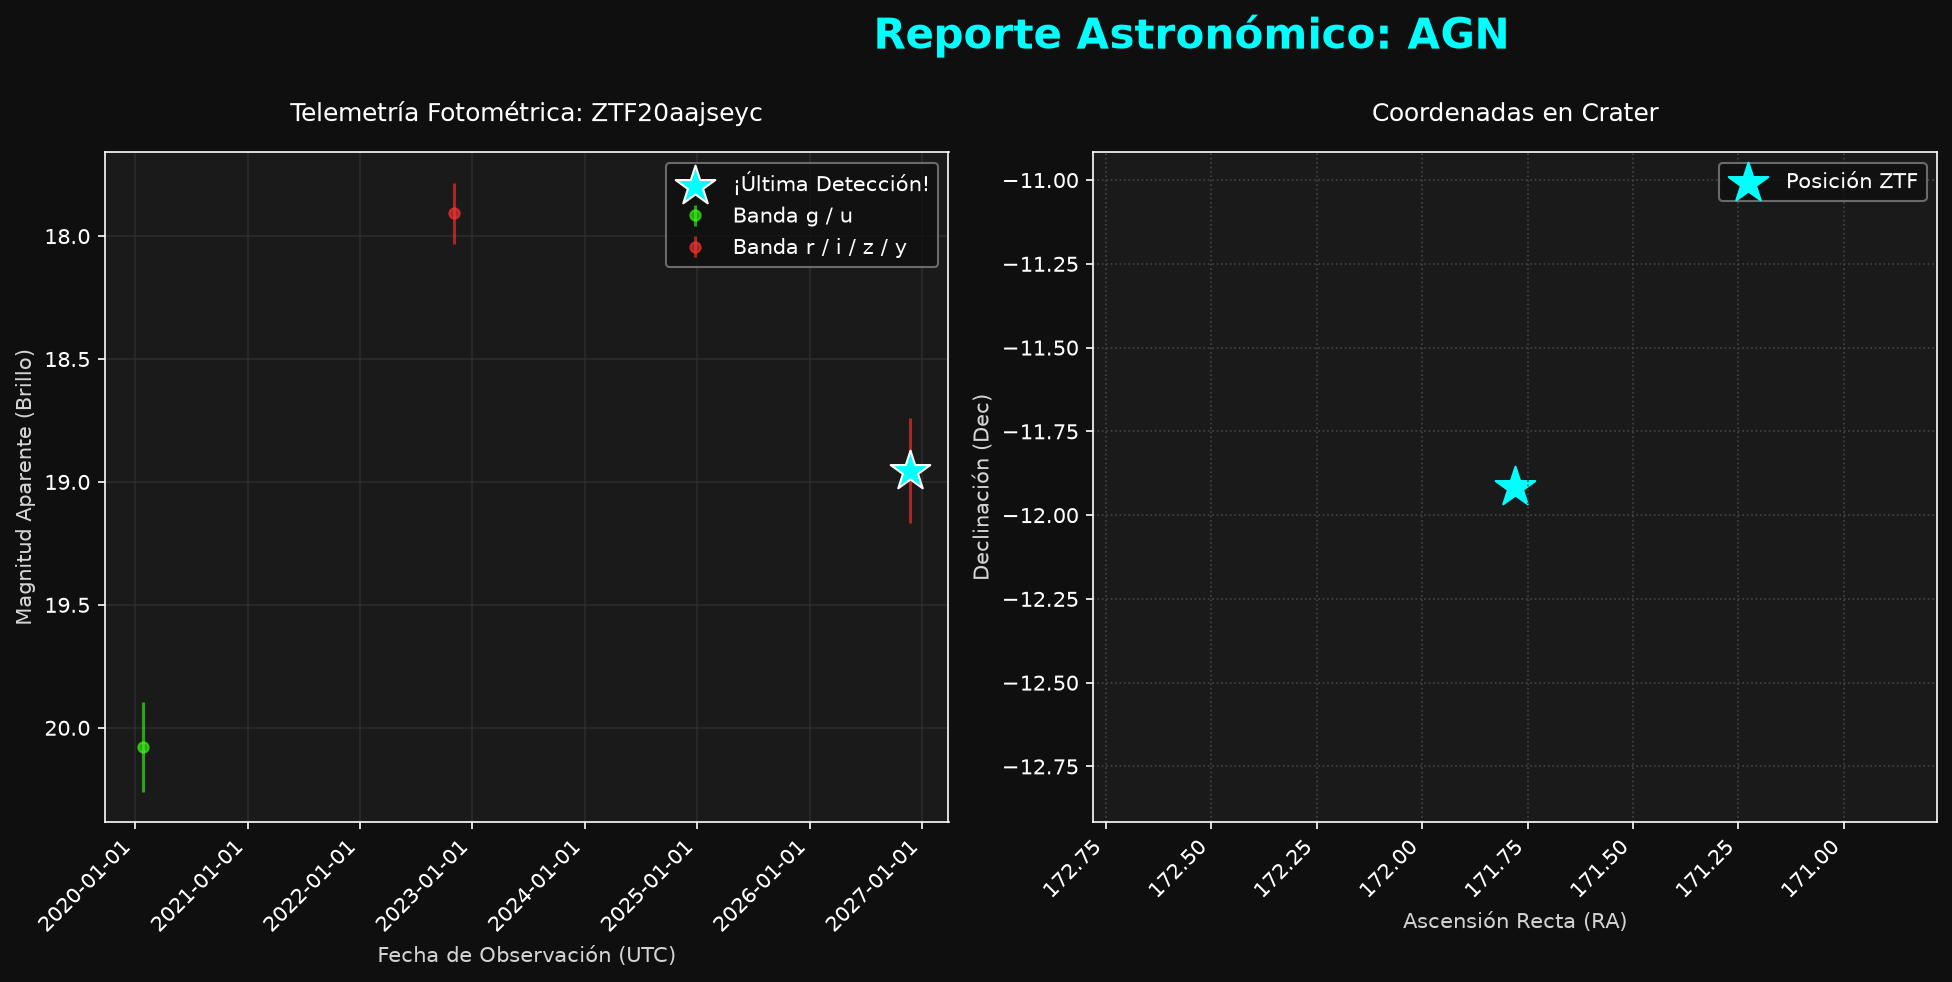 Reporte Astronómico: AGN
Telemetría Fotométrica: ZTF20aajseyc
Magnitud Aparente (Brillo)
18.0
18.5
19.0
19.5
20.0
¡Última Detección!
Banda g / u
Banda r / i / z / y
2020-01-01
2021-01-01
2022-01-01
2023-01-01
2024-01-01
2025-01-01
2026-01-01
2027-01-01
Fecha de Observación (UTC)
Coordenadas en Crater
Declinación (Dec)
−11.00
−11.25
−11.50
−11.75
−12.00
−12.25
−12.50
−12.75
Posición ZTF
172.75
172.50
172.25
172.00
171.75
171.50
171.25
171.00
Ascensión Recta (RA)